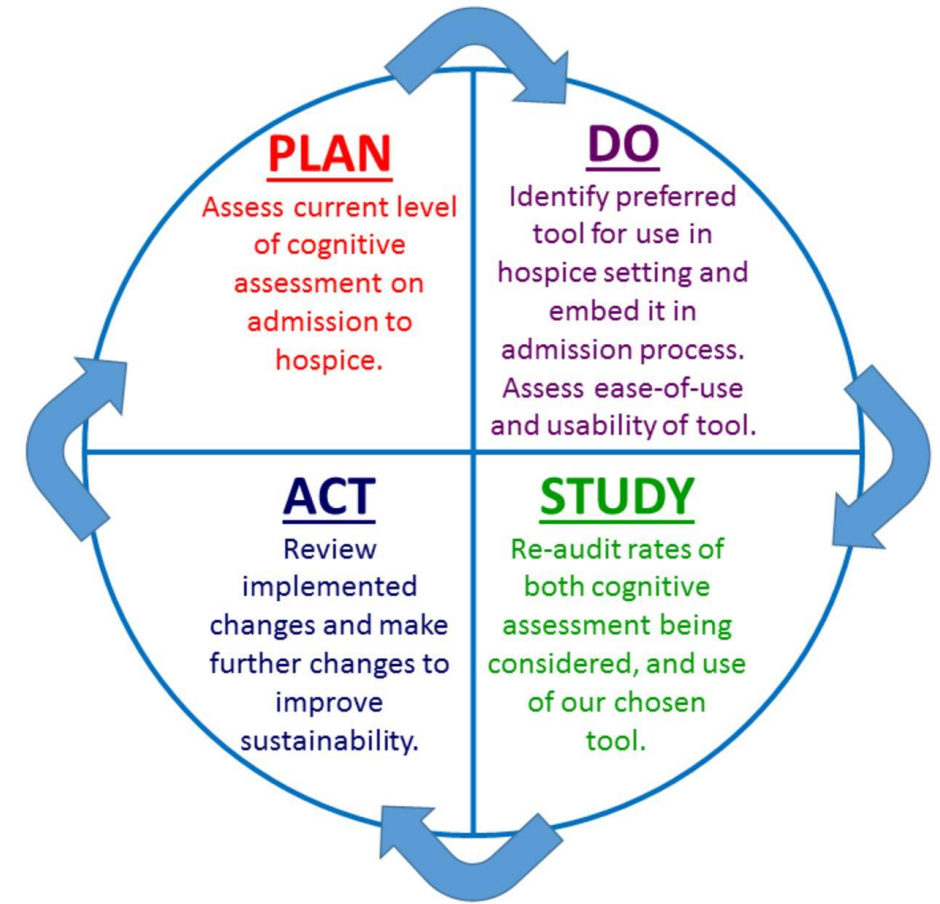 PLAN
Assess current level
of cognitive
assessment on
admission to
hospice.
DO
Identify preferred
tool for use in
hospice setting and
embed it in
admission process.
Assess ease-of-use
and usability of tool.
ACT
Review
implemented
changes and make
further changes to
improve
sustainability.
STUDY
Re-audit rates of
both cognitive
assessment being
considered, and use
of our chosen
tool.